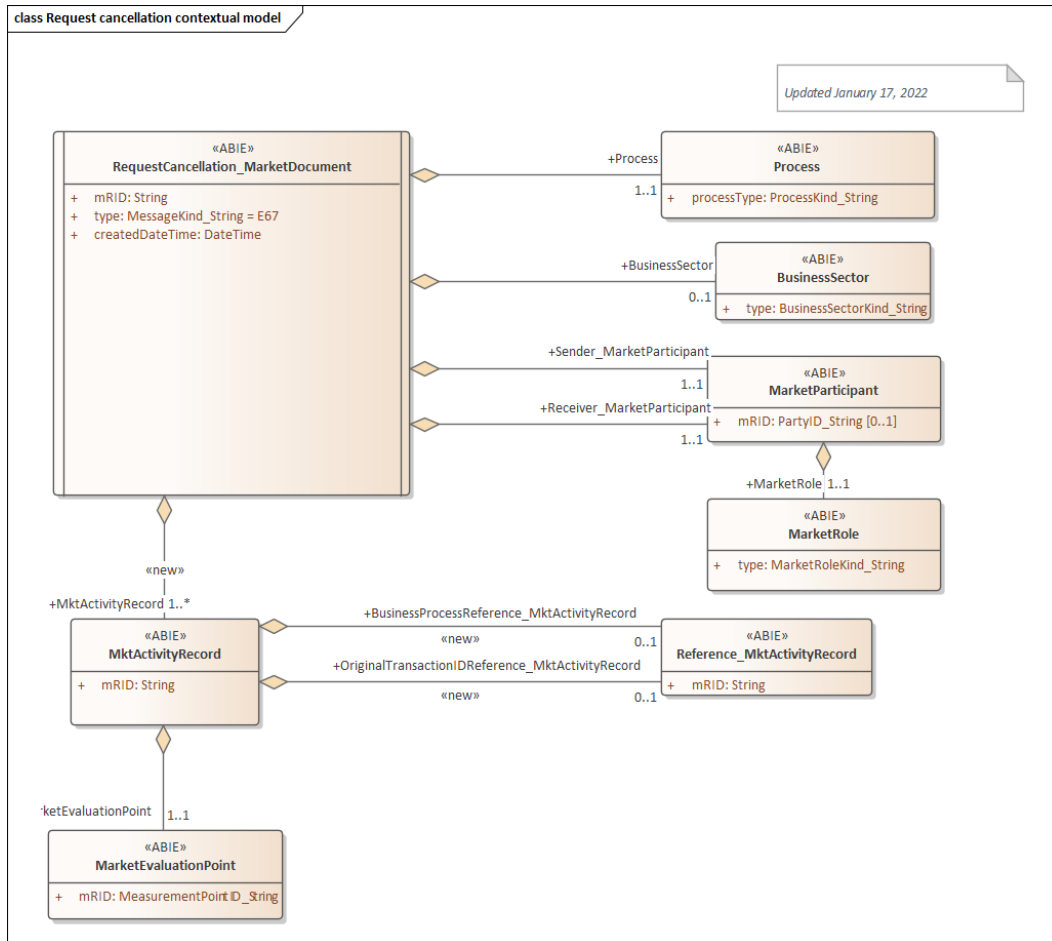 class Request cancellation contextual model
Updated January 17, 2022
«ABIE»
RequestCancellation_MarketDocument
+ mRID: String
+ type: MessageKind_String = E67
+ createdDateTime: DateTime
+Process
1..1
«ABIE»
Process
+ processType: ProcessKind_String
+BusinessSector
0..1
«ABIE»
BusinessSector
+ type: BusinessSectorKind_String
+Sender_MarketParticipant
1..1
+Receiver_MarketParticipant
1..1
«ABIE»
MarketParticipant
+ mRID: PartyID_String [0..1]
+MarketRole 1..1
«ABIE»
MarketRole
+ type: MarketRoleKind_String
«new»
+MktActivityRecord 1..*
«ABIE»
MktActivityRecord
+ mRID: String
+BusinessProcessReference_MktActivityRecord
«new»
0..1
+OriginalTransactionIDReference_MktActivityRecord
«new»
0..1
«ABIE»
Reference_MktActivityRecord
+ mRID: String
ketEvaluationPoint
1..1
«ABIE»
MarketEvaluationPoint
+ mRID: MeasurementPointID_String